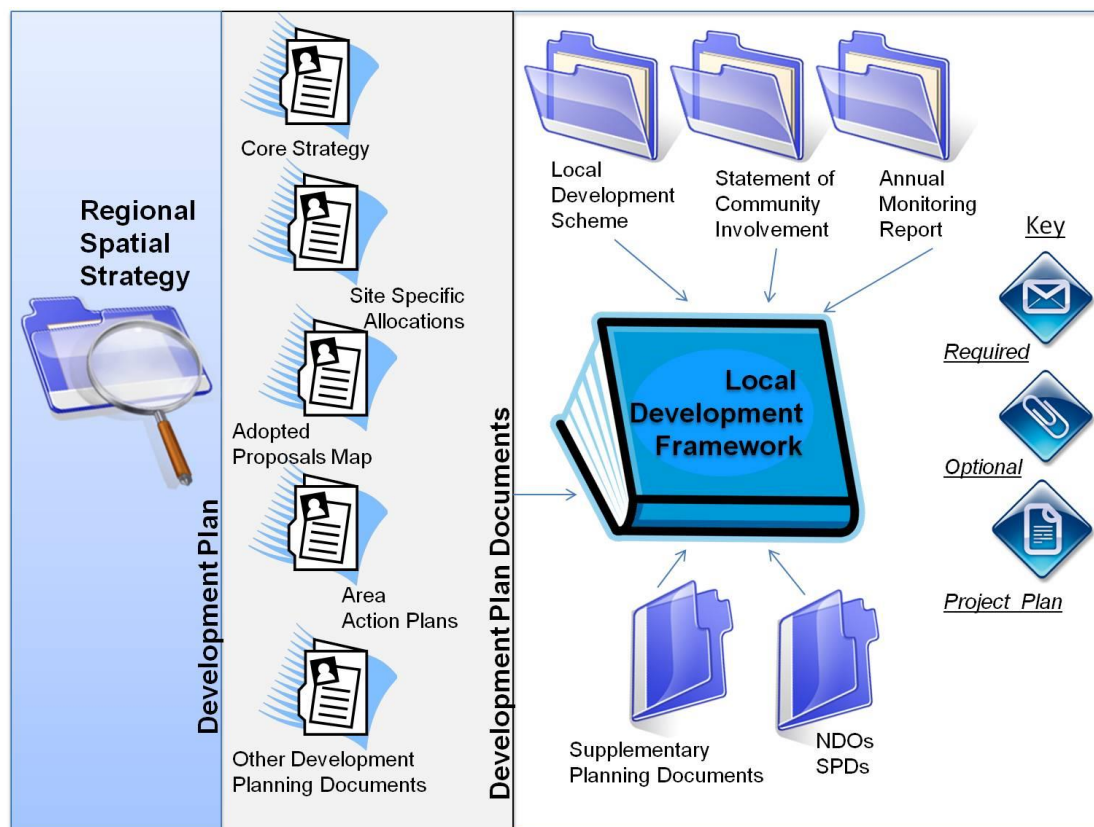 Regional
Spatial
Strategy
Development Plan
Core Strategy
Site Specific
Allocations
Adopted
Proposals Map
Area
Action Plans
Other Development
Planning Documents
Development Plan Documents
Local
Development
Scheme
Statement of
Community
Involvement
Annual
Monitoring
Report
Local
Development
Framework
Supplementary
Planning Documents
NDOs
SPDs
Key
Required
Optional
Project Plan